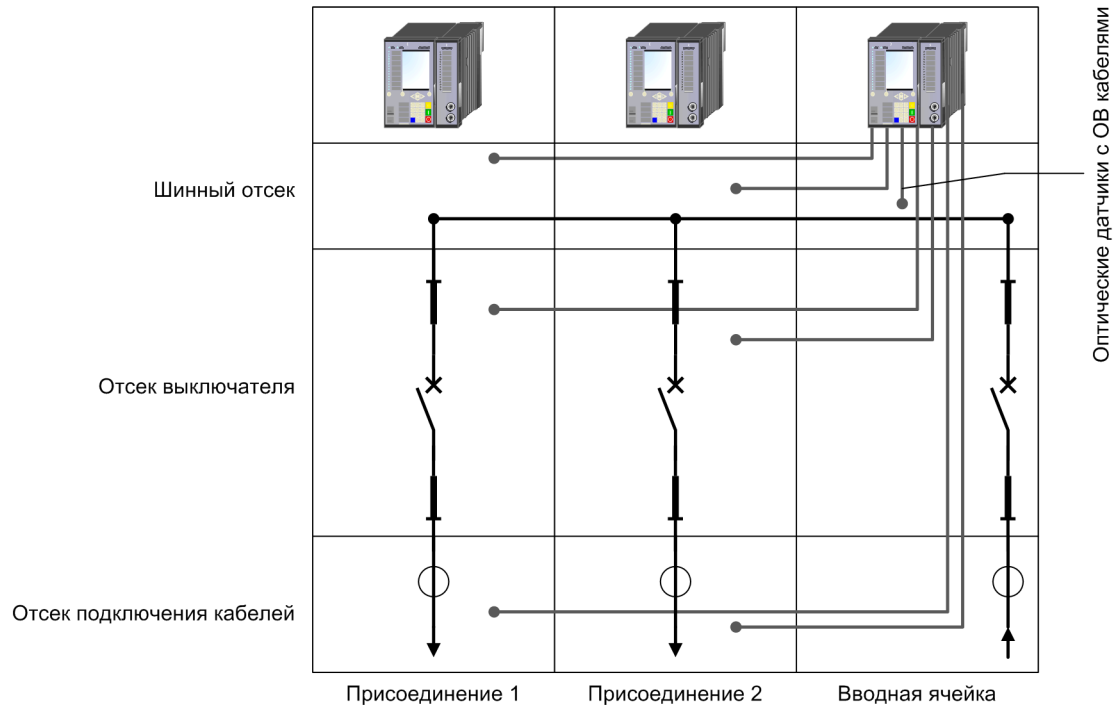 Оптические датчики с ОВ кабелями
Шинный отсек
Отсек выключателя
Отсек подключения кабелей
Присоединение 1
Присоединение 2
Вводная ячейка